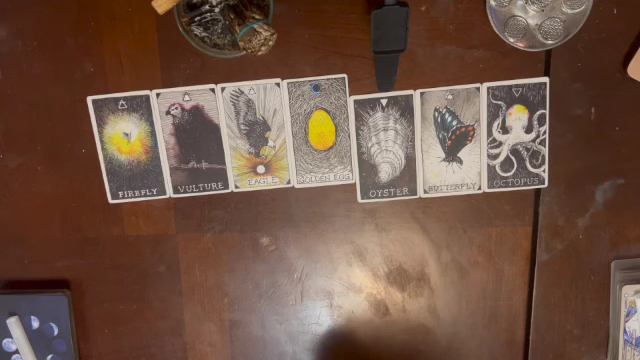 FIREFLY
VULTURE
EAGLE
GOLDEN EGG
OYSTER
BUTTERFLY
OCTOPUS